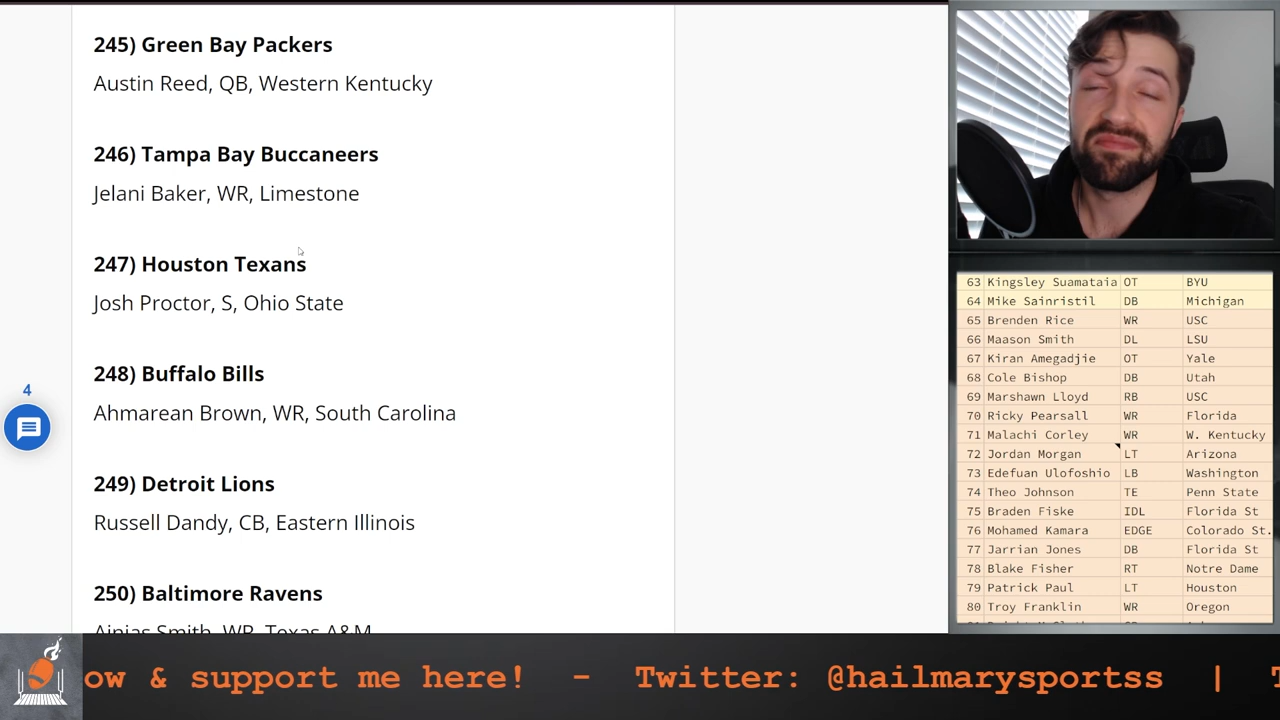 245) Green Bay Packers
Austin Reed, QB, Western Kentucky
246) Tampa Bay Buccaneers
Jelani Baker, WR, Limestone
247) Houston Texans
Josh Proctor, S, Ohio State
248) Buffalo Bills
Ahmarean Brown, WR, South Carolina
249) Detroit Lions
Russell Dandy, CB, Eastern Illinois
250) Baltimore Ravens
Ainias Smith, WR, Texas A&M
4
63 Kingsley Suamataia OT BYU
64 Mike Sainristil DB Michigan
65 Brenden Rice WR USC
66 Maason Smith DL LSU
67 Kiran Amegadjie OT Yale
68 Cole Bishop DB Utah
69 Marshawn Lloyd RB USC
70 Ricky Pearsall WR Florida
71 Malachi Corley WR W. Kentucky
72 Jordan Morgan LT Arizona
73 Edefuan Ulofoshio LB Washington
74 Theo Johnson TE Penn State
75 Braden Fiske IDL Florida St
76 Mohamed Kamara EDGE Colorado St.
77 Jarrian Jones DB Florida St
78 Blake Fisher RT Notre Dame
79 Patrick Paul LT Houston
80 Troy Franklin WR Oregon
ow & support me here! - Twitter: @hailmarysportss | T